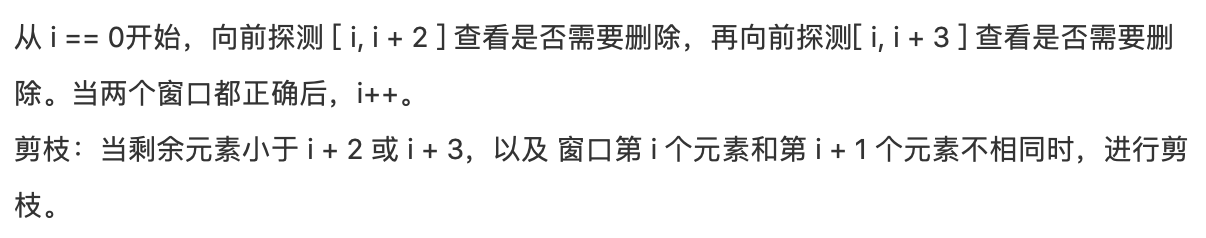 从 i == 0开始，向前探测 [ i, i + 2 ] 查看是否需要删除，再向前探测[ i, i + 3 ] 查看是否需要删
除。当两个窗口都正确后，i++。
剪枝：当剩余元素小于 i + 2 或 i + 3，以及 窗口第 i 个元素和第 i + 1 个元素不相同时，进行剪
枝。